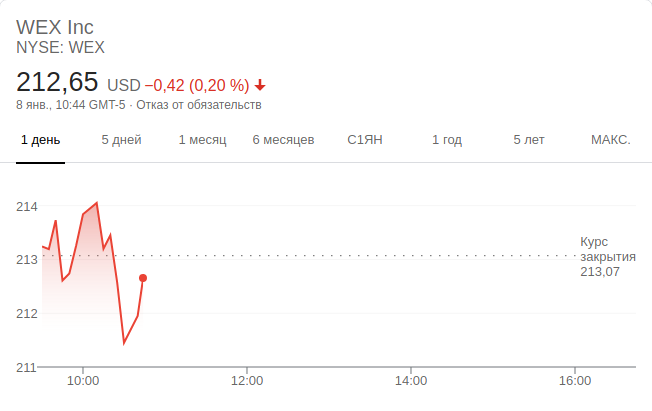 WEX Inc
NYSE: WEX
212,65 USD −0,42 (0,20 %)
8 янв., 10:44 GMT-5 · Отказ от обязательств
1 день 5 дней 1 месяц 6 месяцев С1ЯН 1 год 5 лет МАКС.
214
Курс
213 закрытия
213,07
212
211
10:00 12:00 14:00 16:00